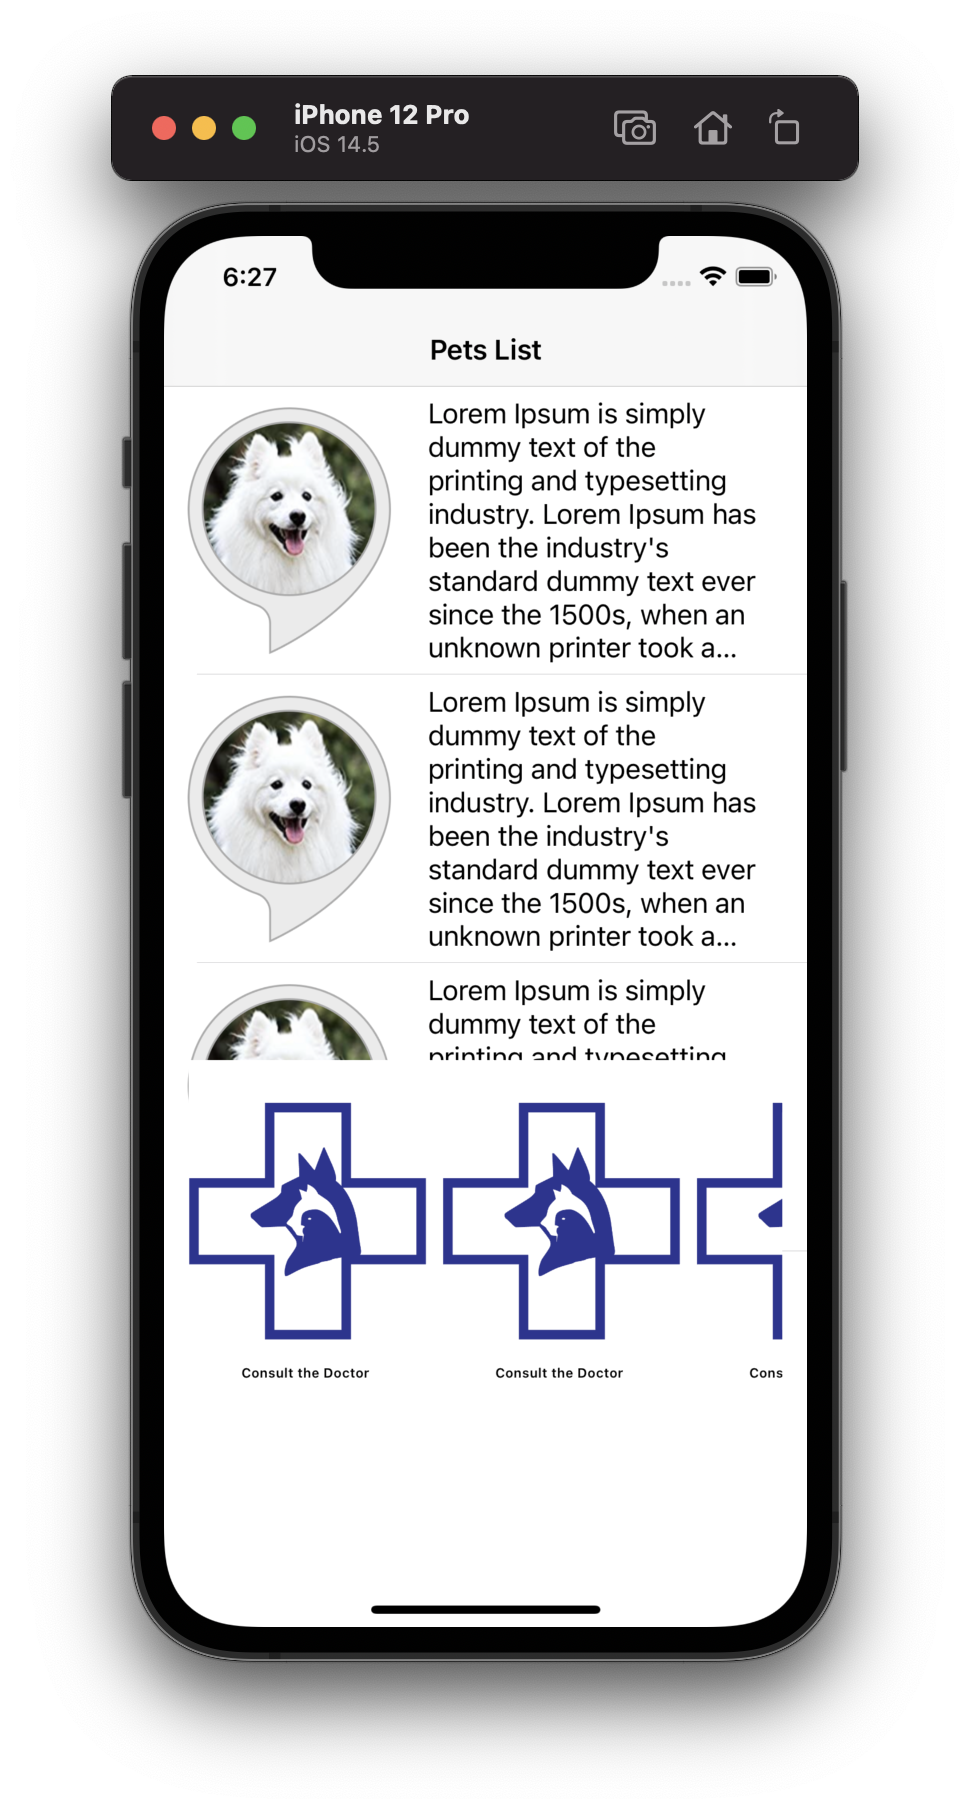 iPhone 12 Pro
iOS 14.5
6:27
Pets List
Lorem Ipsum is simply
dummy text of the
printing and typesetting
industry. Lorem Ipsum has
been the industry's
standard dummy text ever
since the 1500s, when an
unknown printer took a...
Lorem Ipsum is simply
dummy text of the
printing and typesetting
industry. Lorem Ipsum has
been the industry's
standard dummy text ever
since the 1500s, when an
unknown printer took a...
Lorem Ipsum is simply
dummy text of the
printing and typesetting
Consult the Doctor
Consult the Doctor
Cons